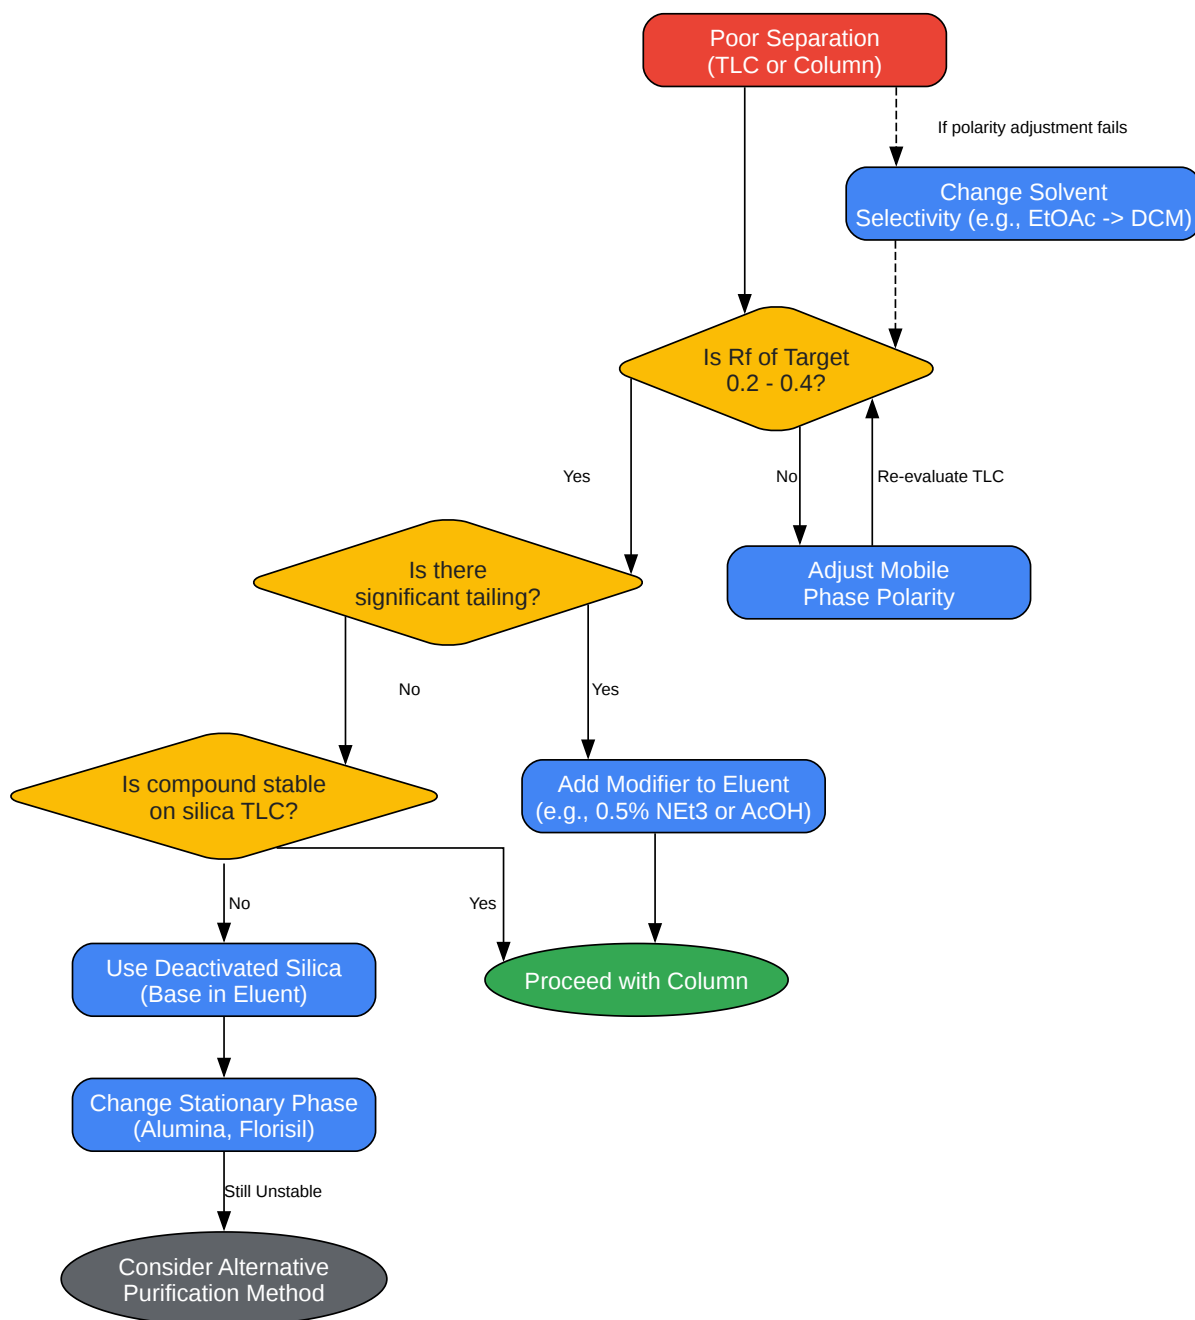 Poor Separation
(TLC or Column)
If polarity adjustment fails
Change Solvent
Selectivity (e.g., EtOAc -> DCM)
Is Rf of Target
0.2 - 0.4?
Yes
No
Re-evaluate TLC
Is there
significant tailing?
Adjust Mobile
Phase Polarity
No
Yes
Is compound stable
on silica TLC?
Add Modifier to Eluent
(e.g., 0.5% NEt3 or AcOH)
No
Yes
Use Deactivated Silica
(Base in Eluent)
Proceed with Column
Change Stationary Phase
(Alumina, Florisil)
Still Unstable
Consider Alternative
Purification Method